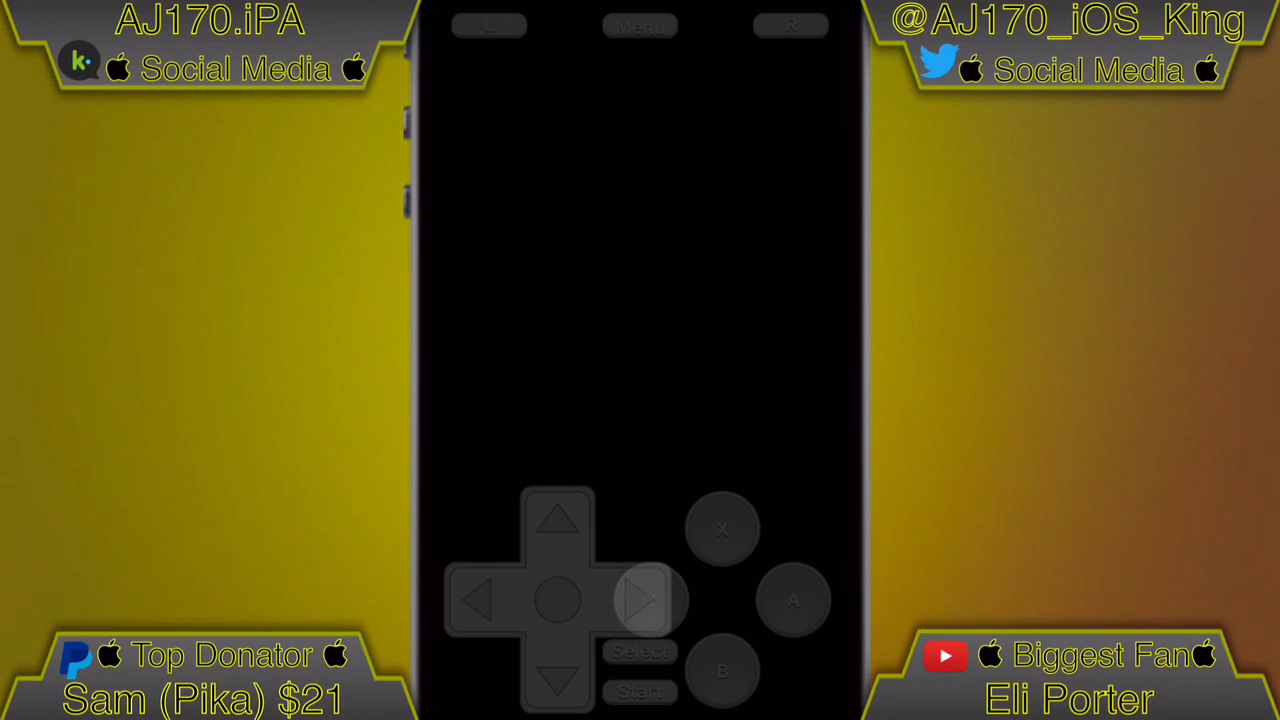 AJ170.iPA
k
Social Media
@AJ170_iOS_King
Social Media
L
Menu
R
X
Y
A
B
Select
Start
Top Donator
Sam (Pika) $21
Biggest Fan
Eli Porter